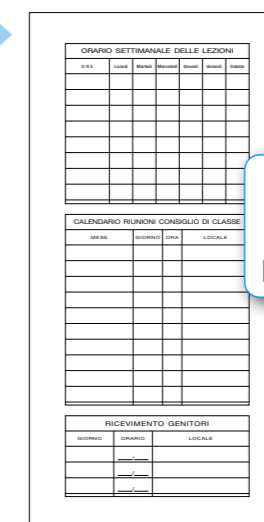 ORARIO SETTIMANALE DELLE LEZIONI
ORE Lunedì Martedì Mercoledì Giovedì Venerdì Sabato
CALENDARIO RIUNIONI CONSIGLIO DI CLASSE
MESE GIORNO ORA LOCALE
RICEVIMENTO GENITORI
GIORNO ORARIO LOCALE
/
/
/